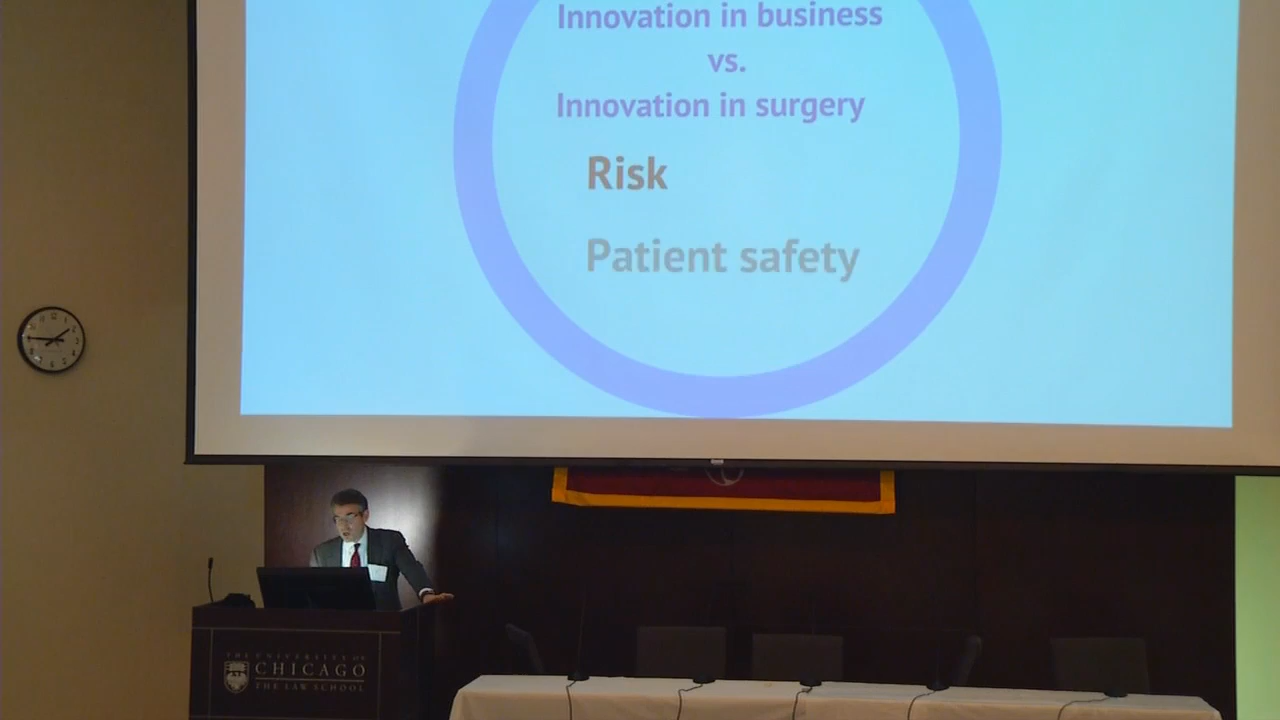 Innovation in business
vs.
Innovation in surgery
Risk
Patient safety
THE UNIVERSITY OF
CHICAGO
THE LAW SCHOOL